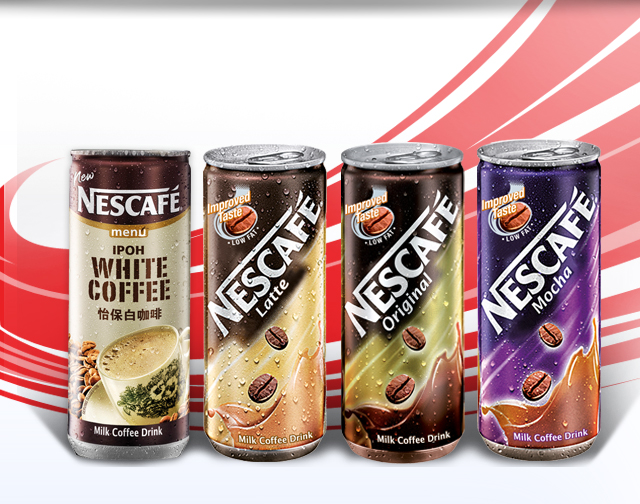 New
NESCAFÉ
menu
IPOH
WHITE
COFFEE
怡保白咖啡
Milk Coffee Drink
Improved
Taste
• LOW FAT •
NESCAFÉ
Latte
Milk Coffee Drink
Improved
Taste
• LOW FAT •
NESCAFÉ
Original
Milk Coffee Drink
Improved
Taste
• LOW FAT •
NESCAFÉ
Mocha
Milk Coffee Drink